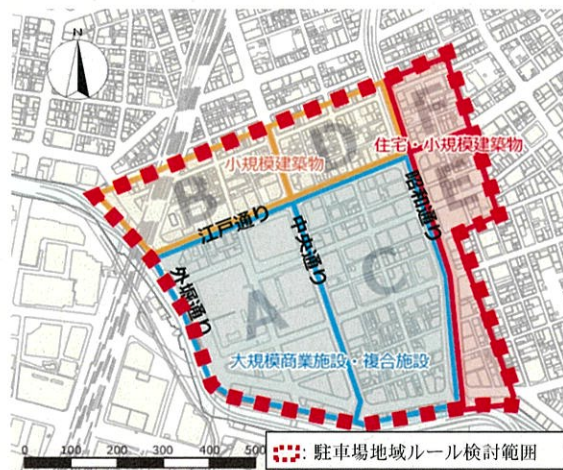 N
F
D
住宅・小規模建築物
小規模建築物
B
E
江戸通り
中央通り
昭和通り
外堀通り
C
A
大規模商業施設・複合施設
0 100 200 300 400 500
: 駐車場地域ルール検討範囲